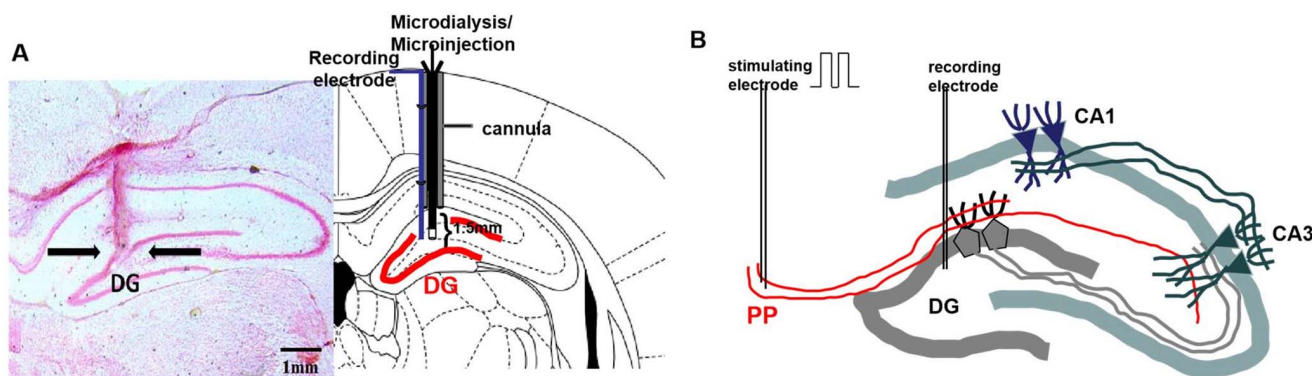 A
Microdialysis/
Microinjection
Recording
electrode
cannula
1.5mm
DG
DG
1mm
B
stimulating
electrode
recording
electrode
CA1
CA3
DG
PP